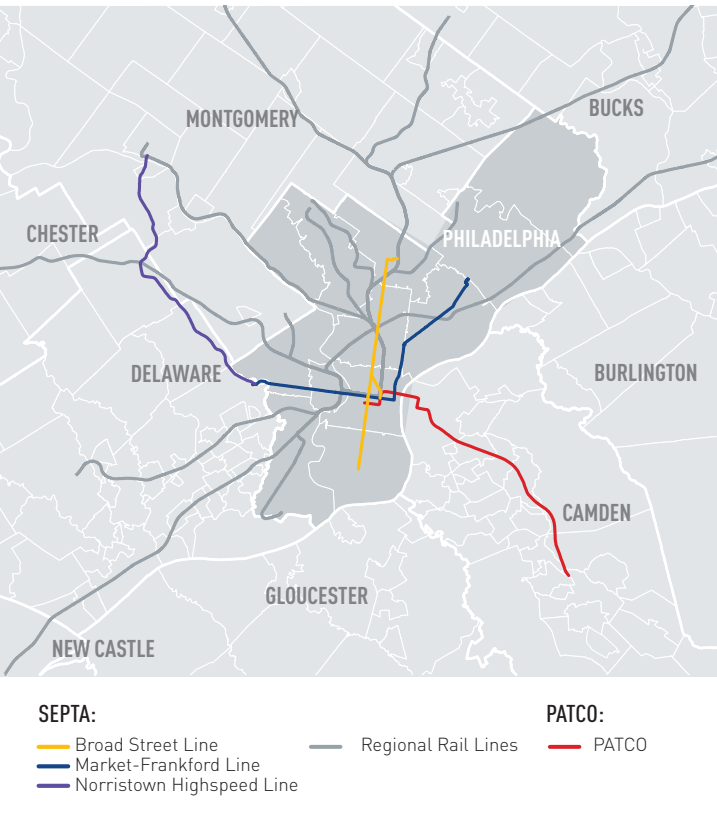 MONTGOMERY
BUCKS
CHESTER
PHILADELPHIA
DELAWARE
BURLINGTON
CAMDEN
GLOUCESTER
NEW CASTLE
SEPTA:
Broad Street Line
Market-Frankford Line
Norristown Highspeed Line
Regional Rail Lines
PATCO:
PATCO